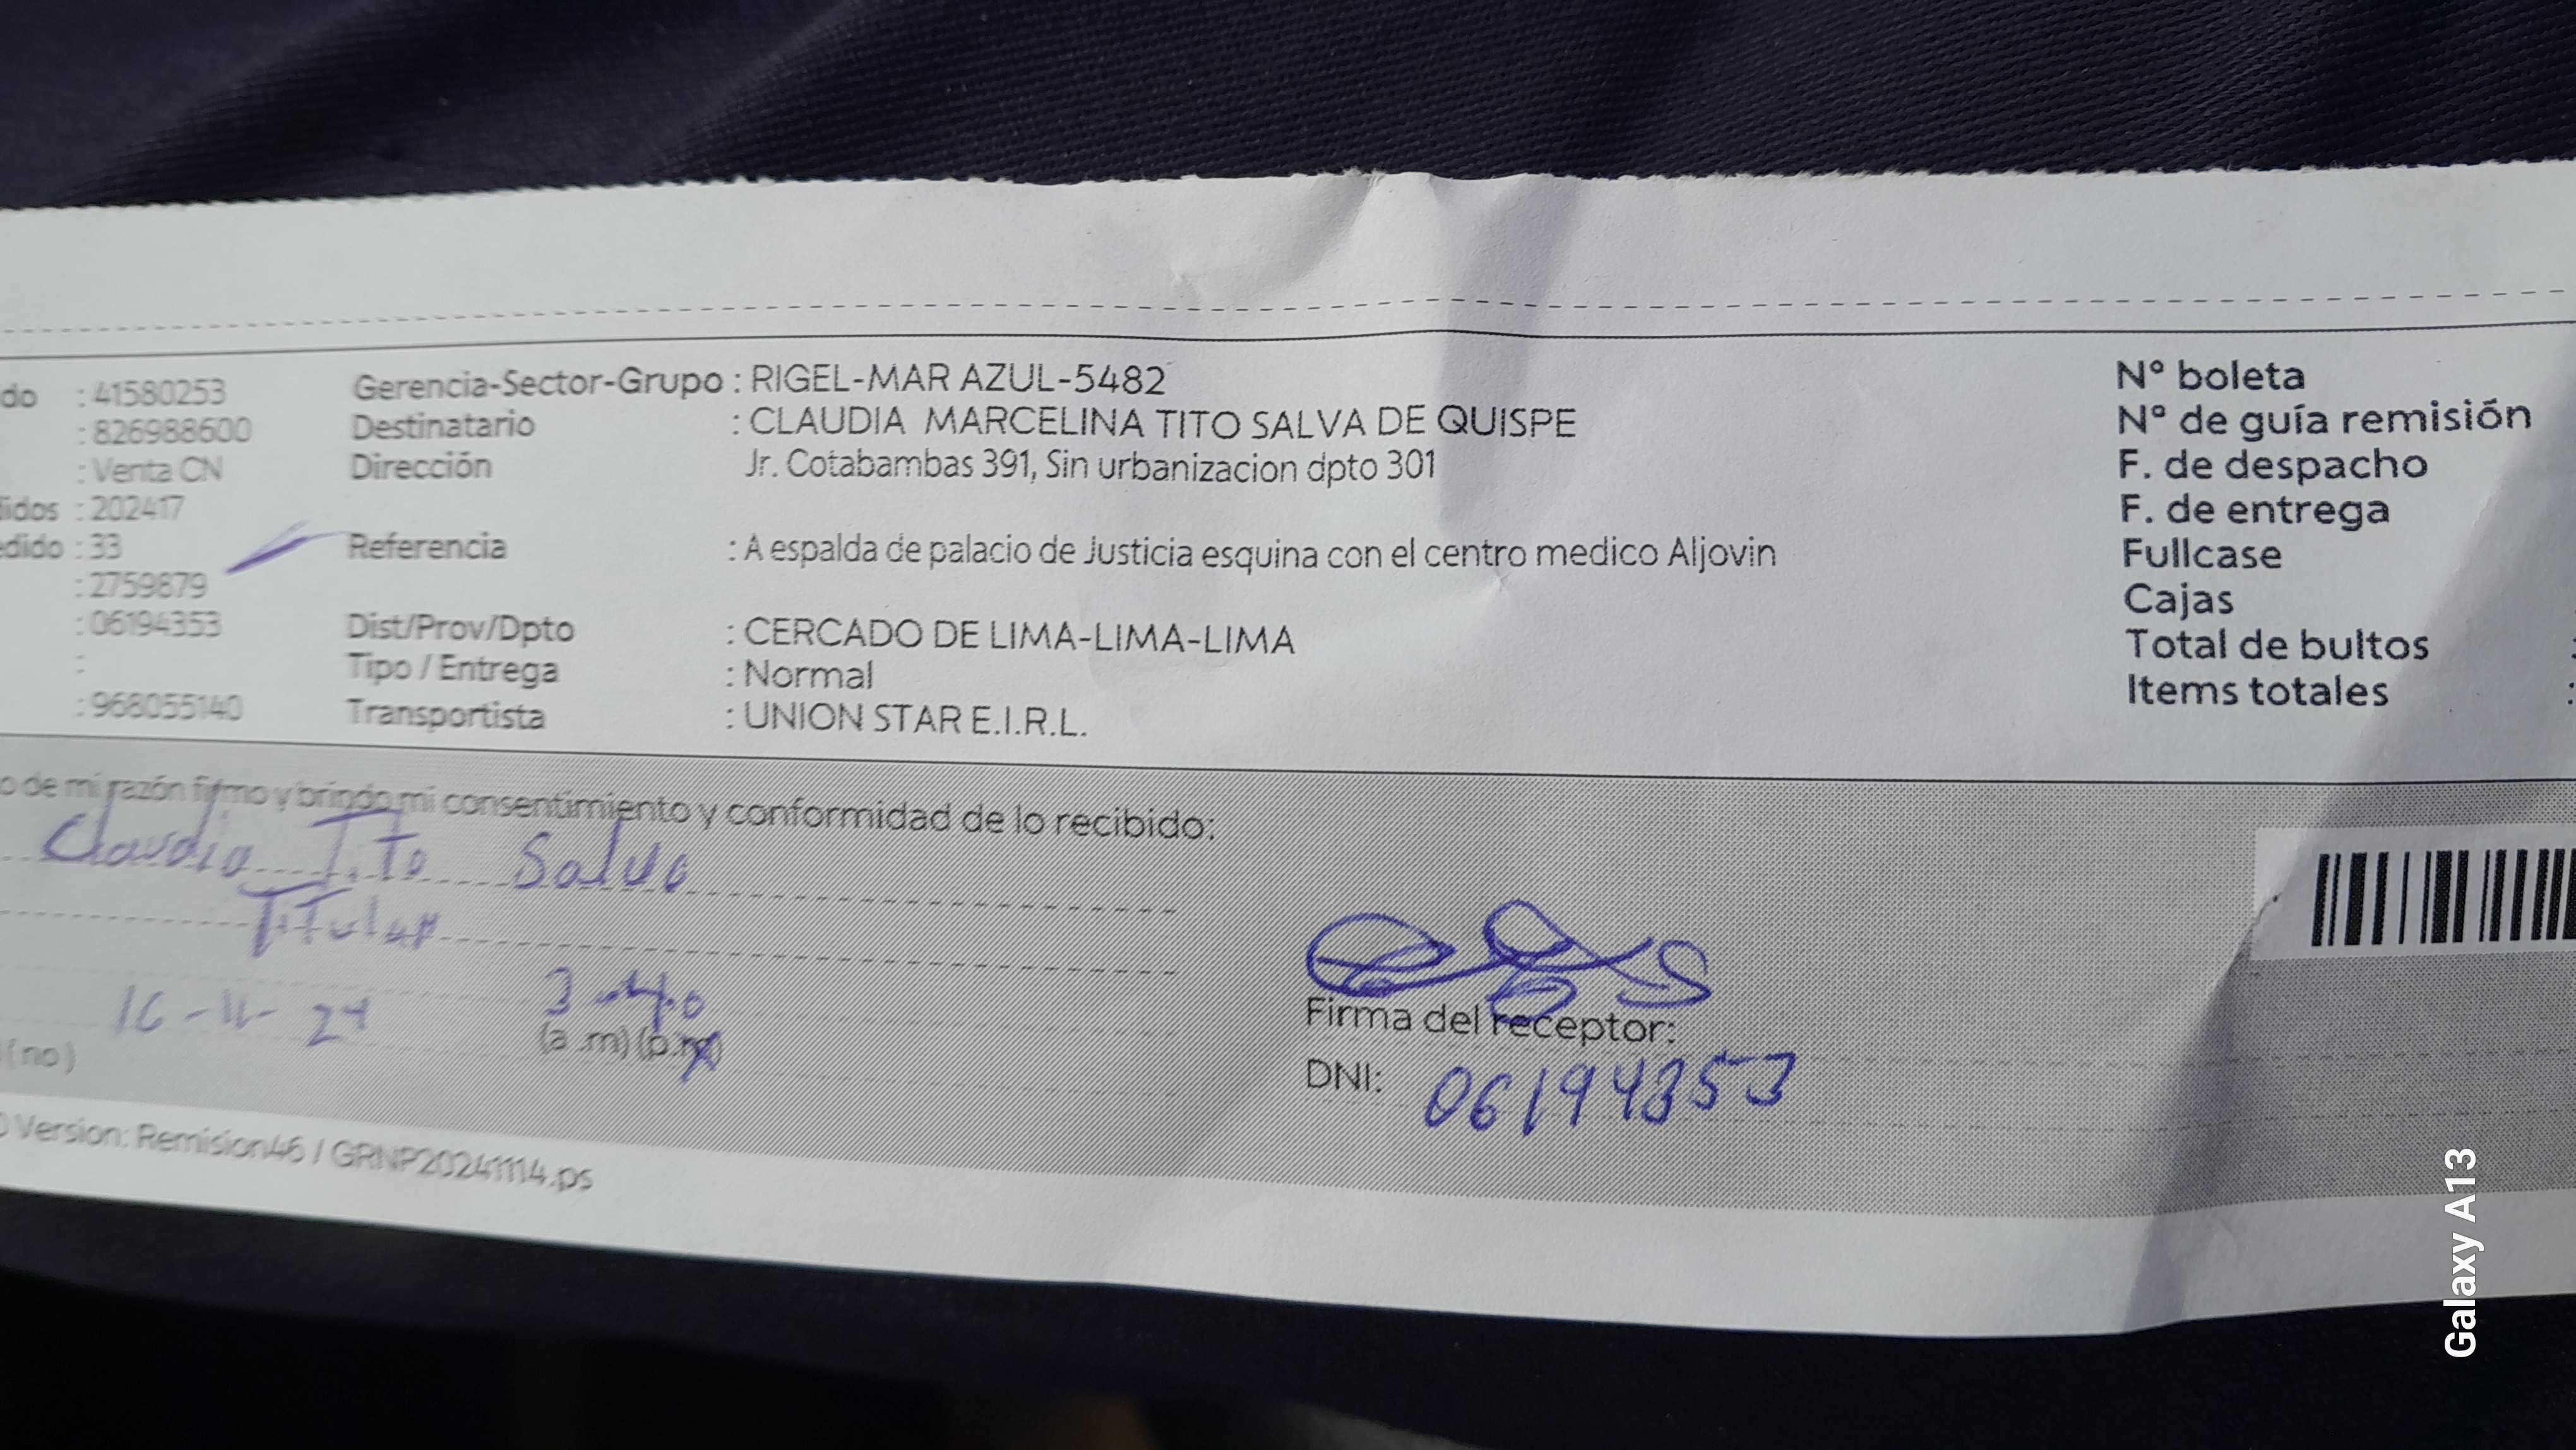 do : 41580253 Gerencia-Sector-Grupo : RIGEL-MAR AZUL-5482 N° boleta
: 826988600 Destinatario : CLAUDIA MARCELINA TITO SALVA DE QUISPE N° de guía remisión
: Venta CN Dirección Jr. Cotabambas 391, Sin urbanizacion dpto 301 F. de despacho
didos : 202417 F. de entrega
edido : 33 Referencia : A espalda de palacio de Justicia esquina con el centro medico Aljovin Fullcase
: 2759879 Cajas
: 06194353 Dist/Prov/Dpto : CERCADO DE LIMA-LIMA-LIMA Total de bultos :
: Tipo / Entrega : Normal Items totales :
: 968055140 Transportista : UNION STAR E.I.R.L.
o de mi razón firmo y brindo mi consentimiento y conformidad de lo recibido:
Claudia Tito Salva
Titular
16-11-24 3
(no) (a.m) (p.m)
Firma del receptor:
DNI: 06194353
Version: Remision46 / GRNP20241114.ps
Galaxy A13